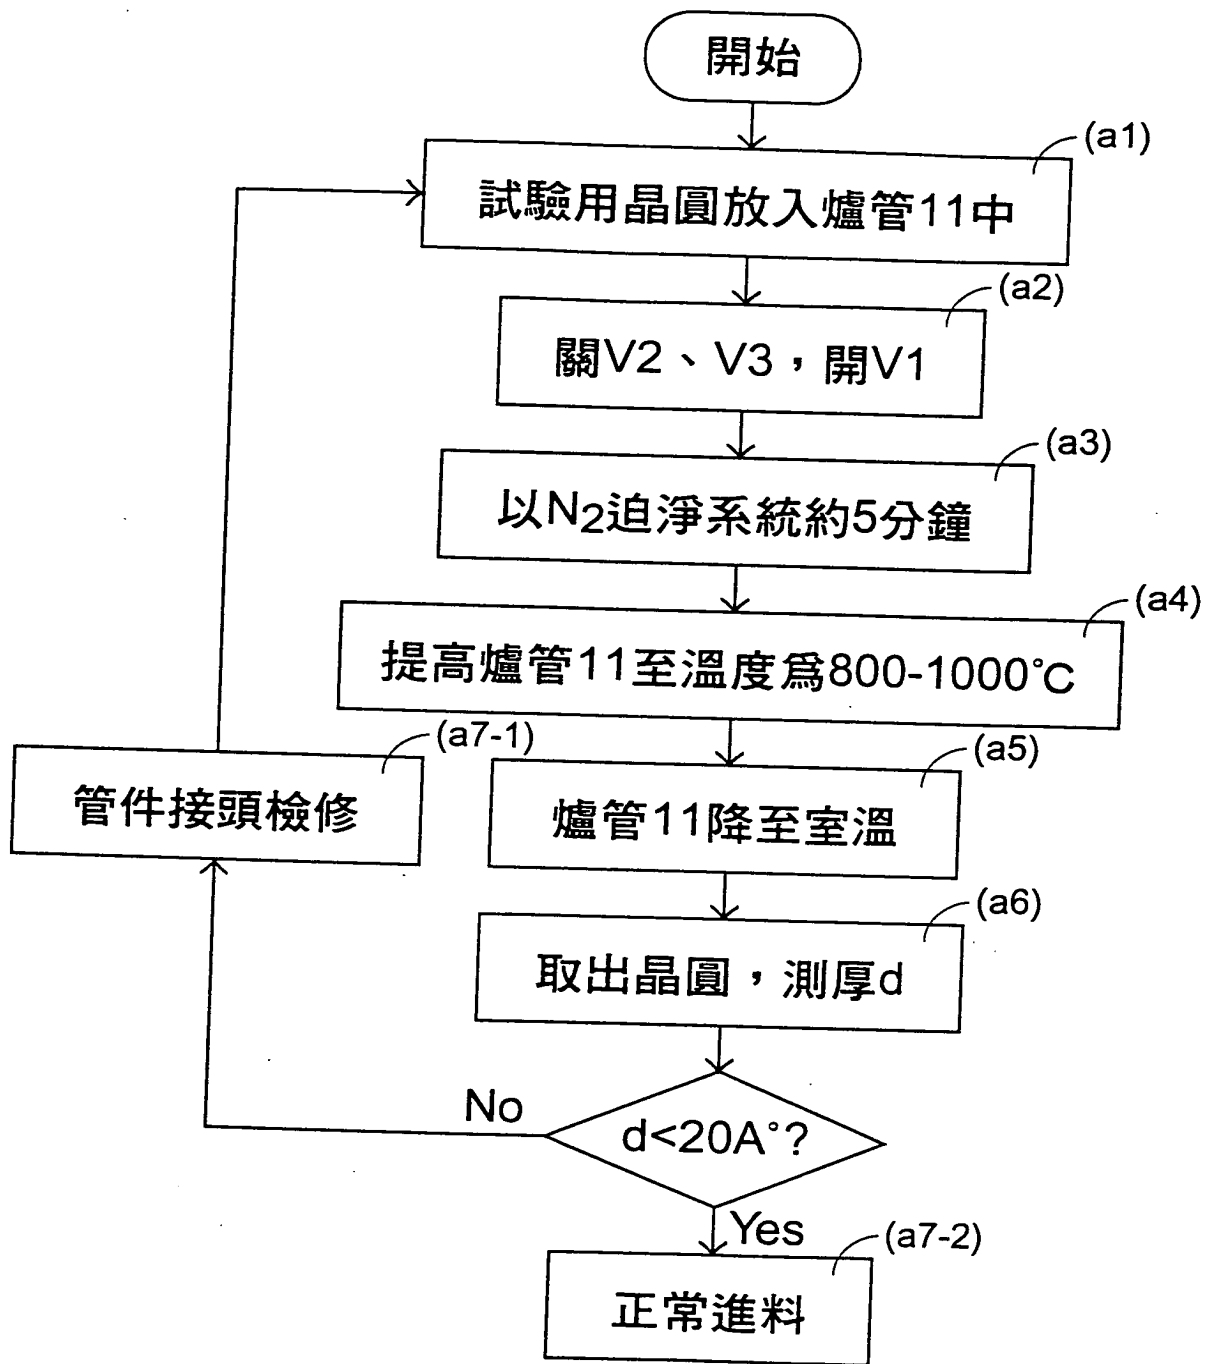 開始
(a1)
試驗用晶圓放入爐管11中
(a2)
關V2、V3，開V1
(a3)
以N2迫淨系統約5分鐘
(a4)
提高爐管11至溫度爲800-1000℃
(a7-1)
管件接頭檢修
(a5)
爐管11降至室溫
(a6)
取出晶圓，測厚d
No
d<20A°?
Yes
(a7-2)
正常進料